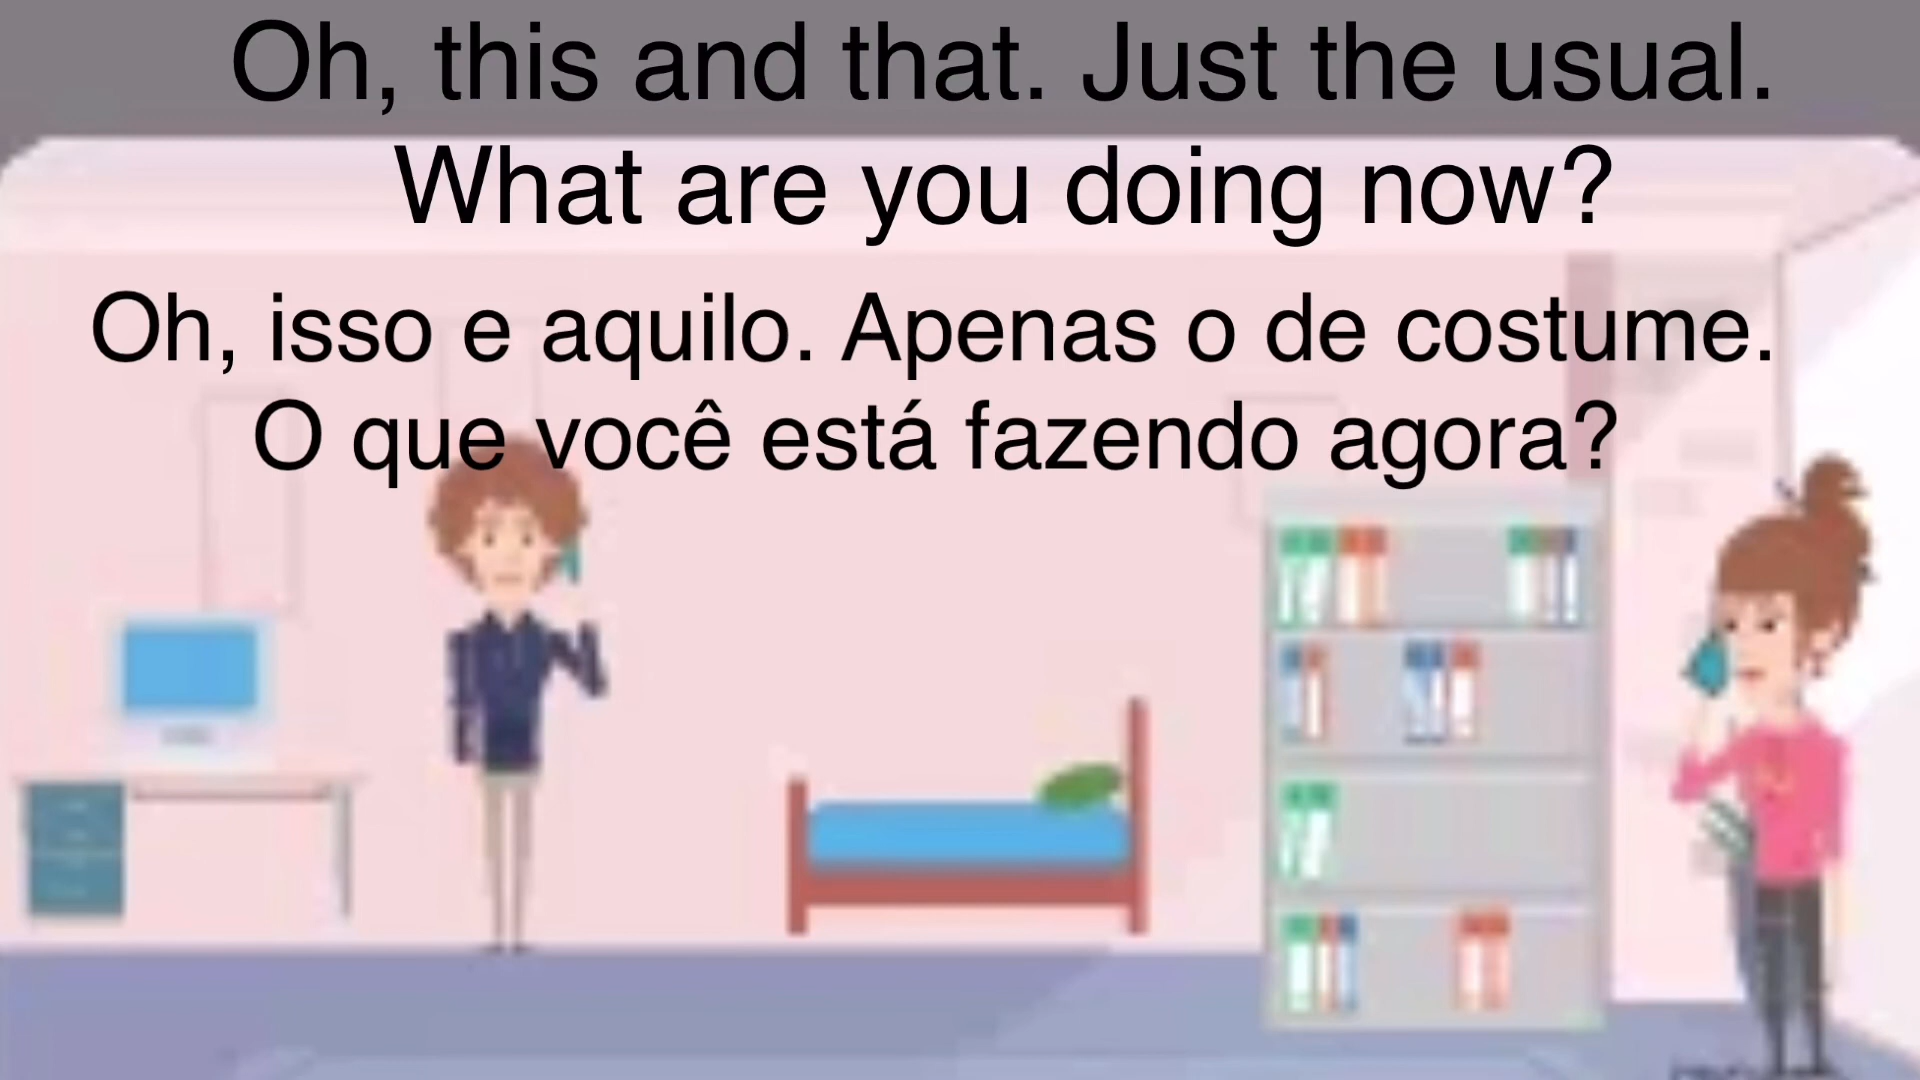 Oh, this and that. Just the usual.
What are you doing now?
Oh, isso e aquilo. Apenas o de costume.
O que você está fazendo agora?